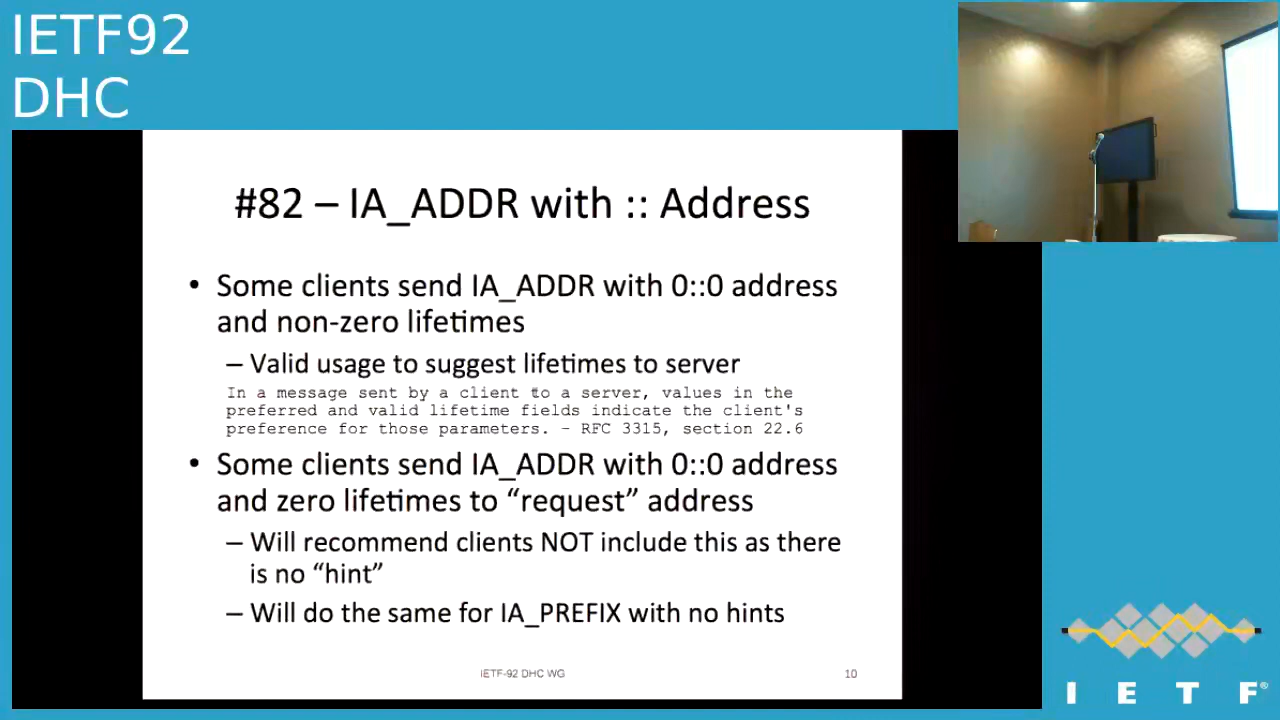 IETF92
DHC
#82 – IA_ADDR with :: Address
• Some clients send IA_ADDR with 0::0 address
and non-zero lifetimes
– Valid usage to suggest lifetimes to server
In a message sent by a client to a server, values in the
preferred and valid lifetime fields indicate the client's
preference for those parameters. – RFC 3315, section 22.6
• Some clients send IA_ADDR with 0::0 address
and zero lifetimes to “request” address
– Will recommend clients NOT include this as there
is no “hint”
– Will do the same for IA_PREFIX with no hints
IETF-92 DHC WG
10
I E T F®